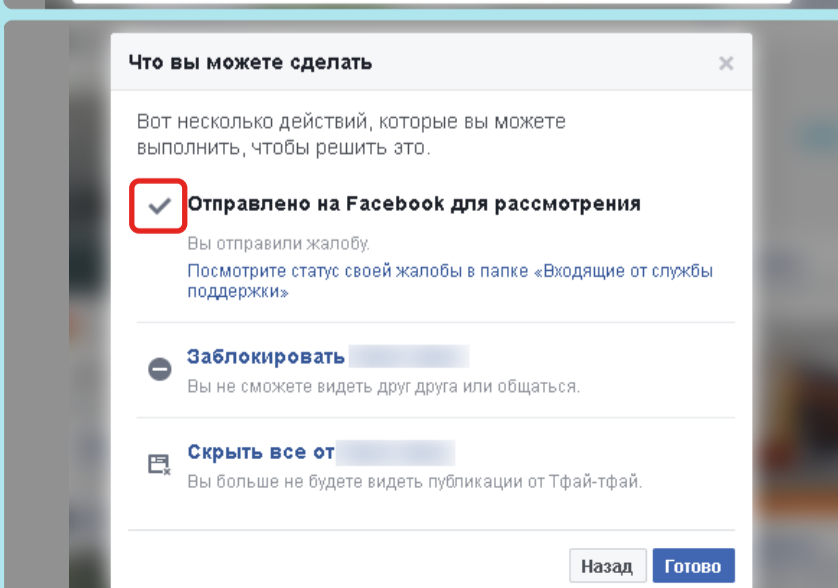 Что вы можете сделать
Вот несколько действий, которые вы можете
выполнить, чтобы решить это.
Отправлено на Facebook для рассмотрения
Вы отправили жалобу.
Посмотрите статус своей жалобы в папке «Входящие от службы
поддержки»
Заблокировать
Вы не сможете видеть друг друга или общаться.
Скрыть все от
Вы больше не будете видеть публикации от Тфай-тфай.
Назад
Готово